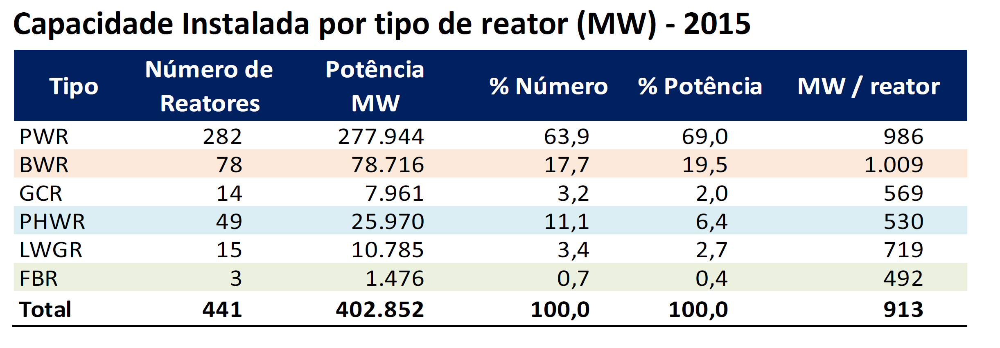 Capacidade Instalada por tipo de reator (MW) - 2015
Tipo Número de Reatores Potência MW % Número % Potência MW / reator
PWR 282 277.944 63,9 69,0 986
BWR 78 78.716 17,7 19,5 1.009
GCR 14 7.961 3,2 2,0 569
PHWR 49 25.970 11,1 6,4 530
LWGR 15 10.785 3,4 2,7 719
FBR 3 1.476 0,7 0,4 492
Total 441 402.852 100,0 100,0 913